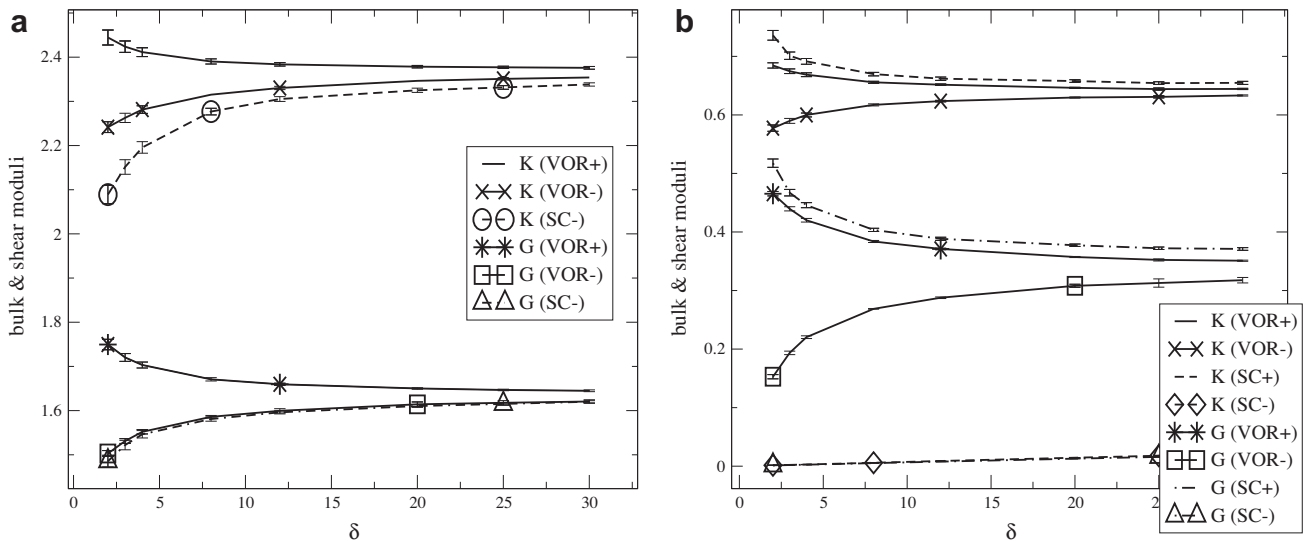 a
bulk & shear moduli
2.4
2.2
2
1.8
1.6
0 5 10 15 20 25 30
δ
K (VOR+)
K (VOR-)
K (SC-)
G (VOR+)
G (VOR-)
G (SC-)
b
bulk & shear moduli
0.6
0.4
0.2
0
0 5 10 15 20
δ
K (VOR+)
K (VOR-)
K (SC+)
K (SC-)
G (VOR+)
G (VOR-)
G (SC+)
G (SC-)